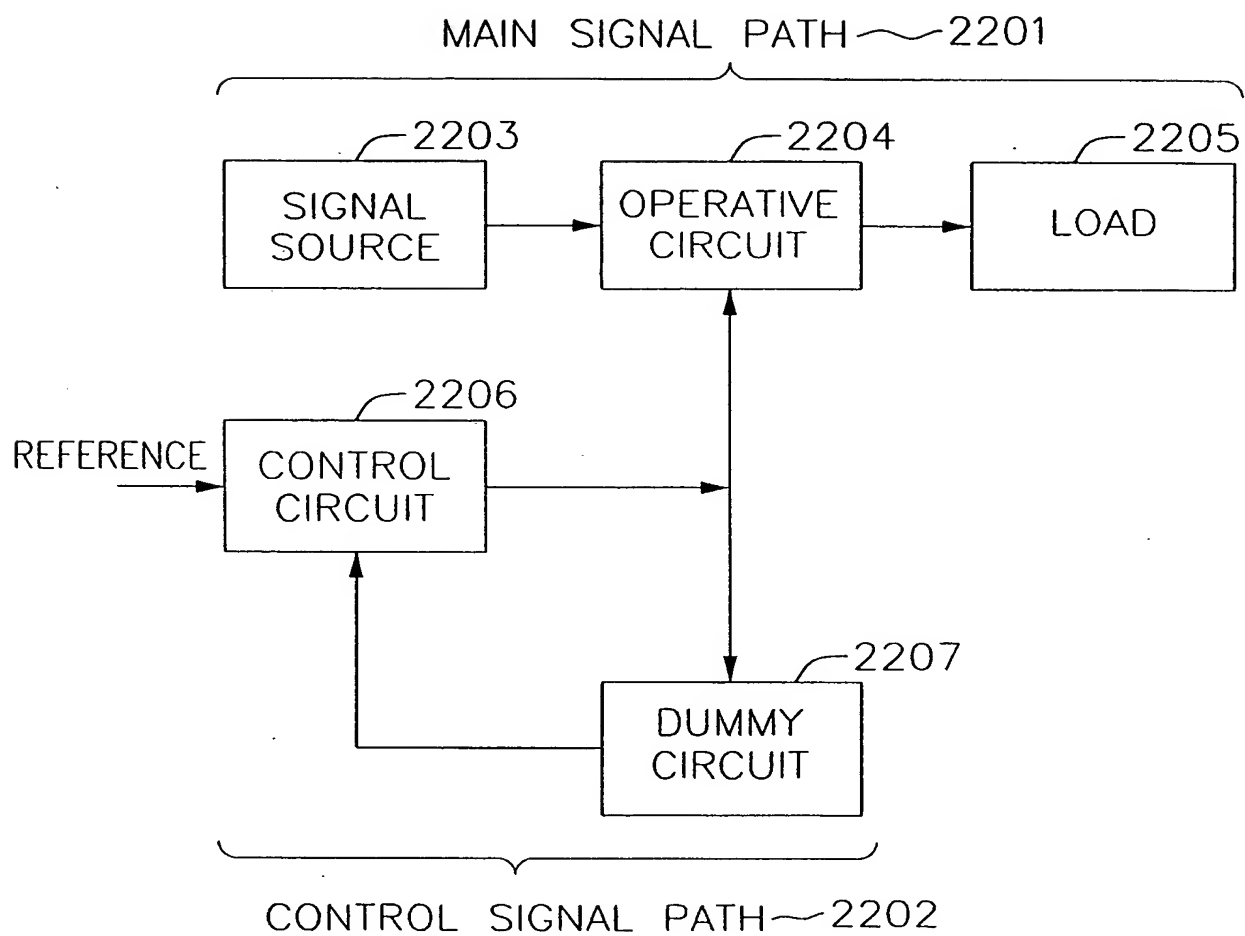 MAIN SIGNAL PATH 2201
2203
2204
2205
SIGNAL
SOURCE
OPERATIVE
CIRCUIT
LOAD
2206
REFERENCE
CONTROL
CIRCUIT
2207
DUMMY
CIRCUIT
CONTROL SIGNAL PATH 2202